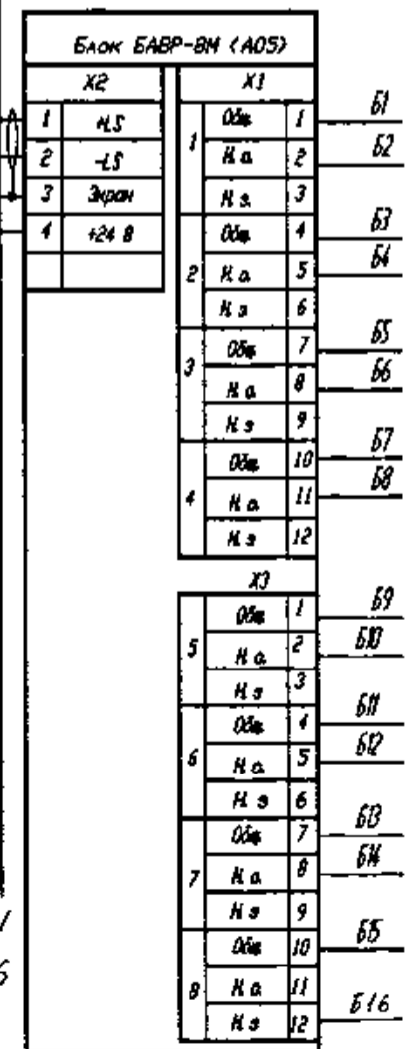 Блок БАВР-8М (А05)
X2 X1
1 +LS
2 -LS
3 Экран
4 +24 В
1 Общ 1 Б1
Н.о. 2 Б2
Н.з. 3
2 Общ 4 Б3
Н.о. 5 Б4
Н.з 6
3 Общ 7 Б5
Н.о. 8 Б6
Н.з 9
4 Общ 10 Б7
Н.о. 11 Б8
Н.з 12
X3
5 Общ 1 Б9
Н.о. 2 Б10
Н.з 3
6 Общ 4 Б11
Н.о. 5 Б12
Н.з 6
7 Общ 7 Б13
Н.о. 8 Б14
Н.з 9
8 Общ 10 Б15
Н.о. 11
Н.з 12 Б16